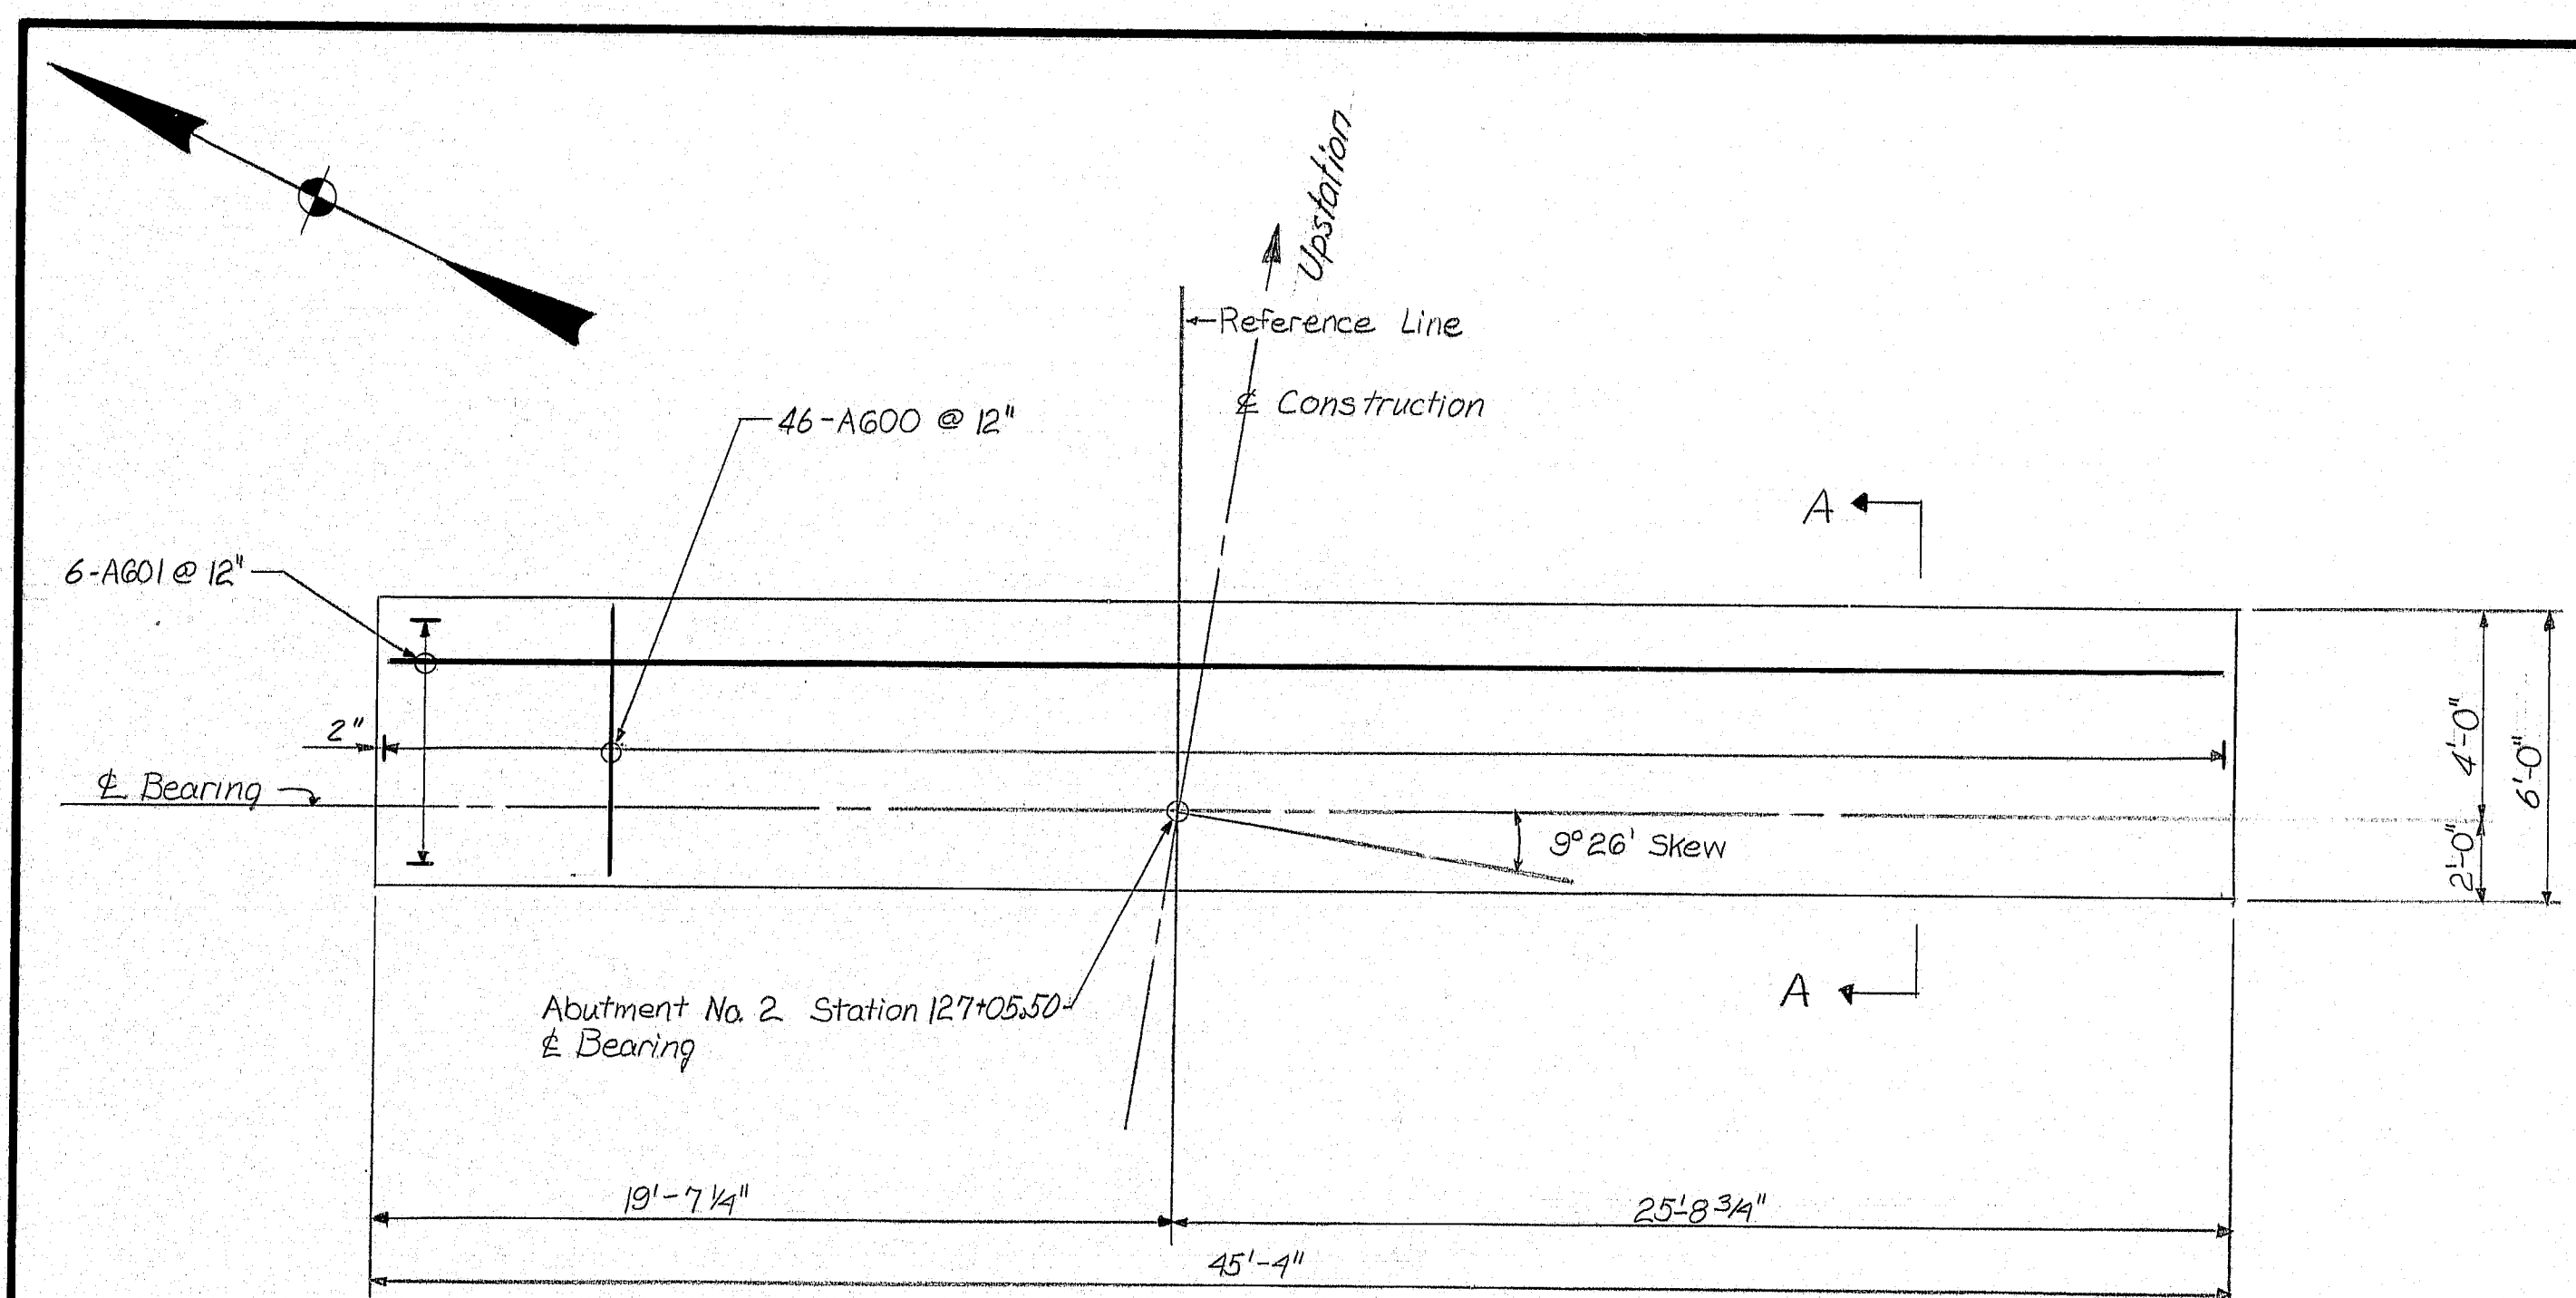 Upstation
Reference Line
℄ Construction
46-A600 @ 12"
A
6-A601 @ 12"
2"
℄ Bearing
9°26' Skew
4'-0"
6'-0"
2'-0"
Abutment No. 2 Station 127+05.50
℄ Bearing
A
19'-7 1/4"
25'-8 3/4"
45'-4"